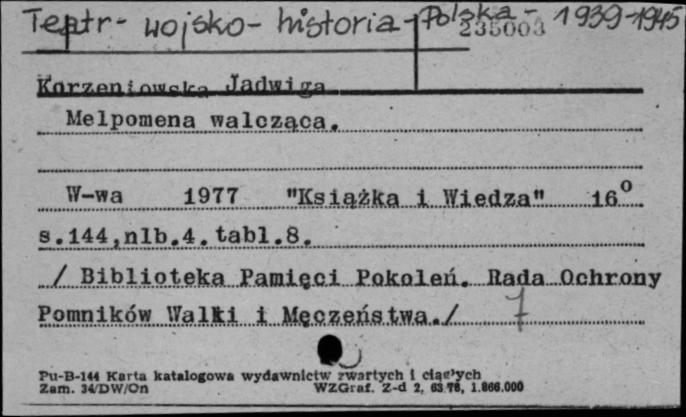 Teatr - wojsko - historia - Polska - 1939-1945
235003
Korzeniowska Jadwiga
Melpomena walcząca.
W-wa 1977 "Książka i Wiedza" 16°
s.144,nlb.4.tabl.8.
/ Biblioteka Pamięci Pokoleń. Rada Ochrony
Pomników Walki i Męczeństwa./ 7
Pu-B-144 Karta katalogowa wydawnictw zwartych i ciągłych
Zam. 34/DW/On WZGraf. Z-d 2, 63.78, 1.866.000